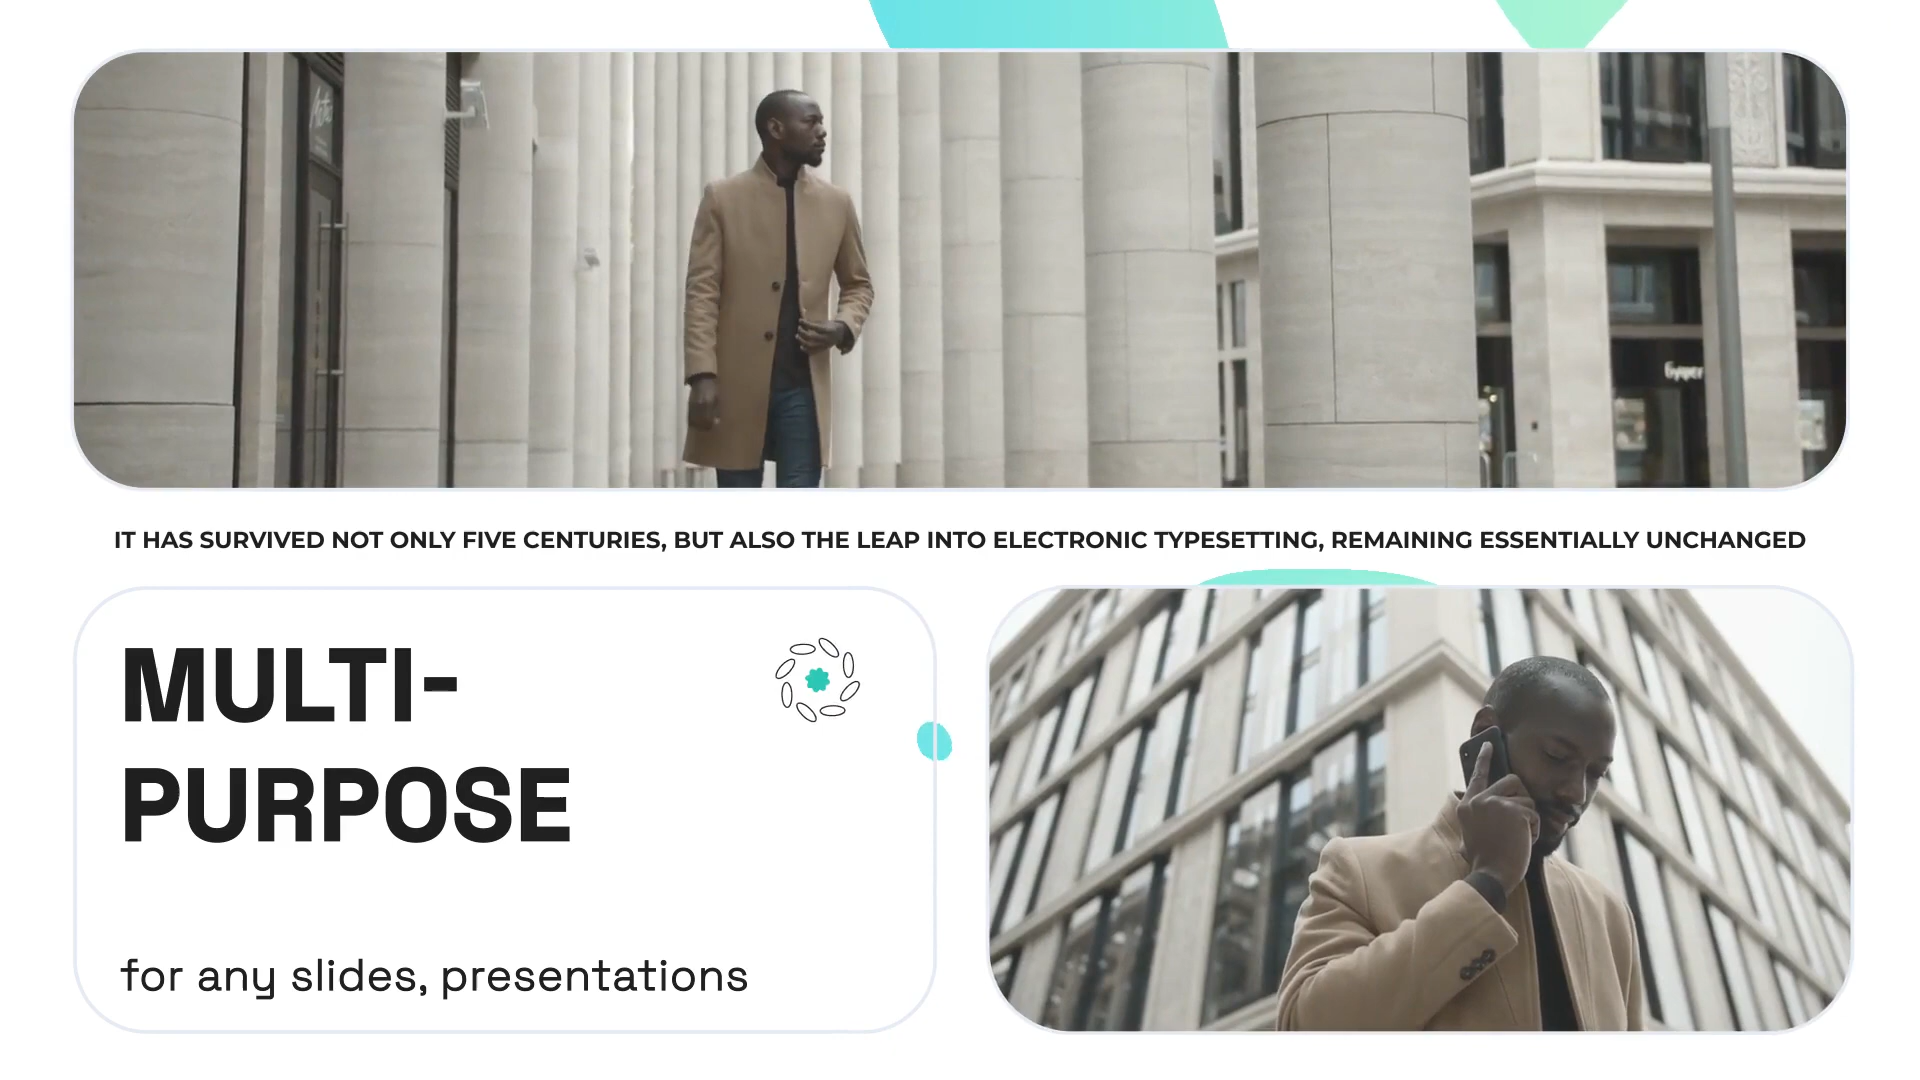 IT HAS SURVIVED NOT ONLY FIVE CENTURIES, BUT ALSO THE LEAP INTO ELECTRONIC TYPESETTING, REMAINING ESSENTIALLY UNCHANGED
MULTI-
PURPOSE
for any slides, presentations